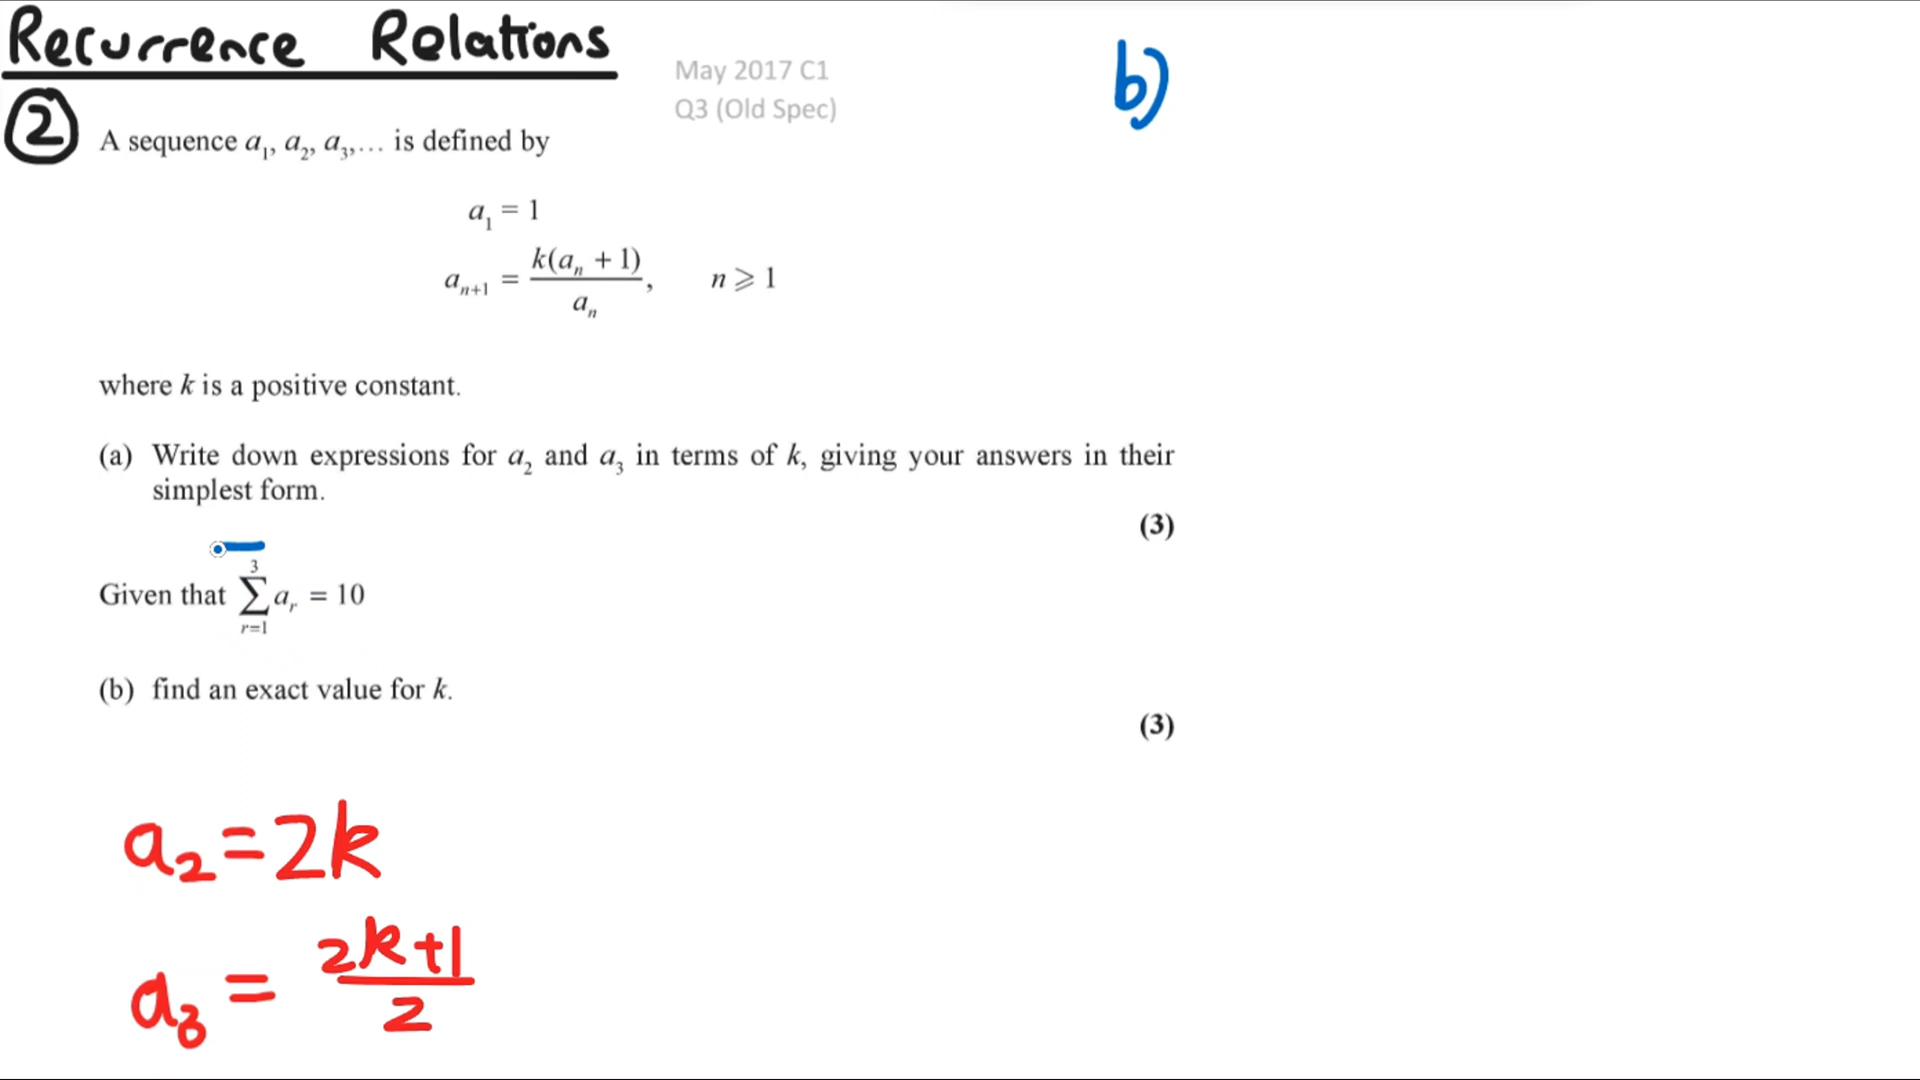 Recurrence Relations
May 2017 C1
Q3 (Old Spec)
b)
2
A sequence a₁, a₂, a₃,... is defined by
a₁ = 1
aₙ₊₁ = k(aₙ + 1) / aₙ, n ⩾ 1
where k is a positive constant.
(a) Write down expressions for a₂ and a₃ in terms of k, giving your answers in their
simplest form.
(3)
Given that ∑³ᵣ₌₁ aᵣ = 10
(b) find an exact value for k.
(3)
a₂ = 2k
a₃ = 2k+1 / 2